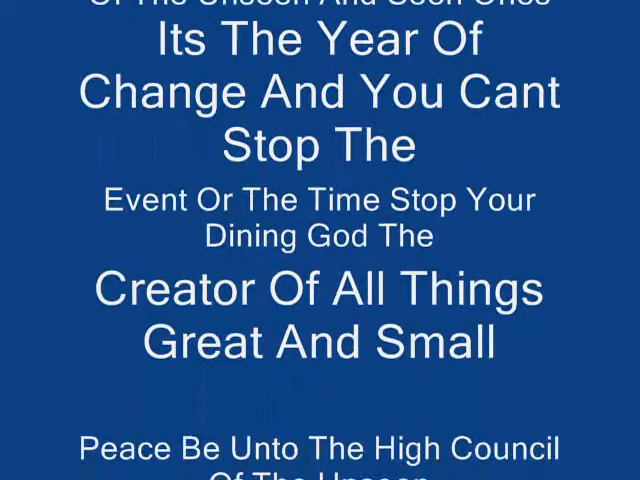 Of The Unseen And Seen Ones
Its The Year Of
Change And You Cant
Stop The
Event Or The Time Stop Your
Dining God The
Creator Of All Things
Great And Small
Peace Be Unto The High Council
Of The Unseen